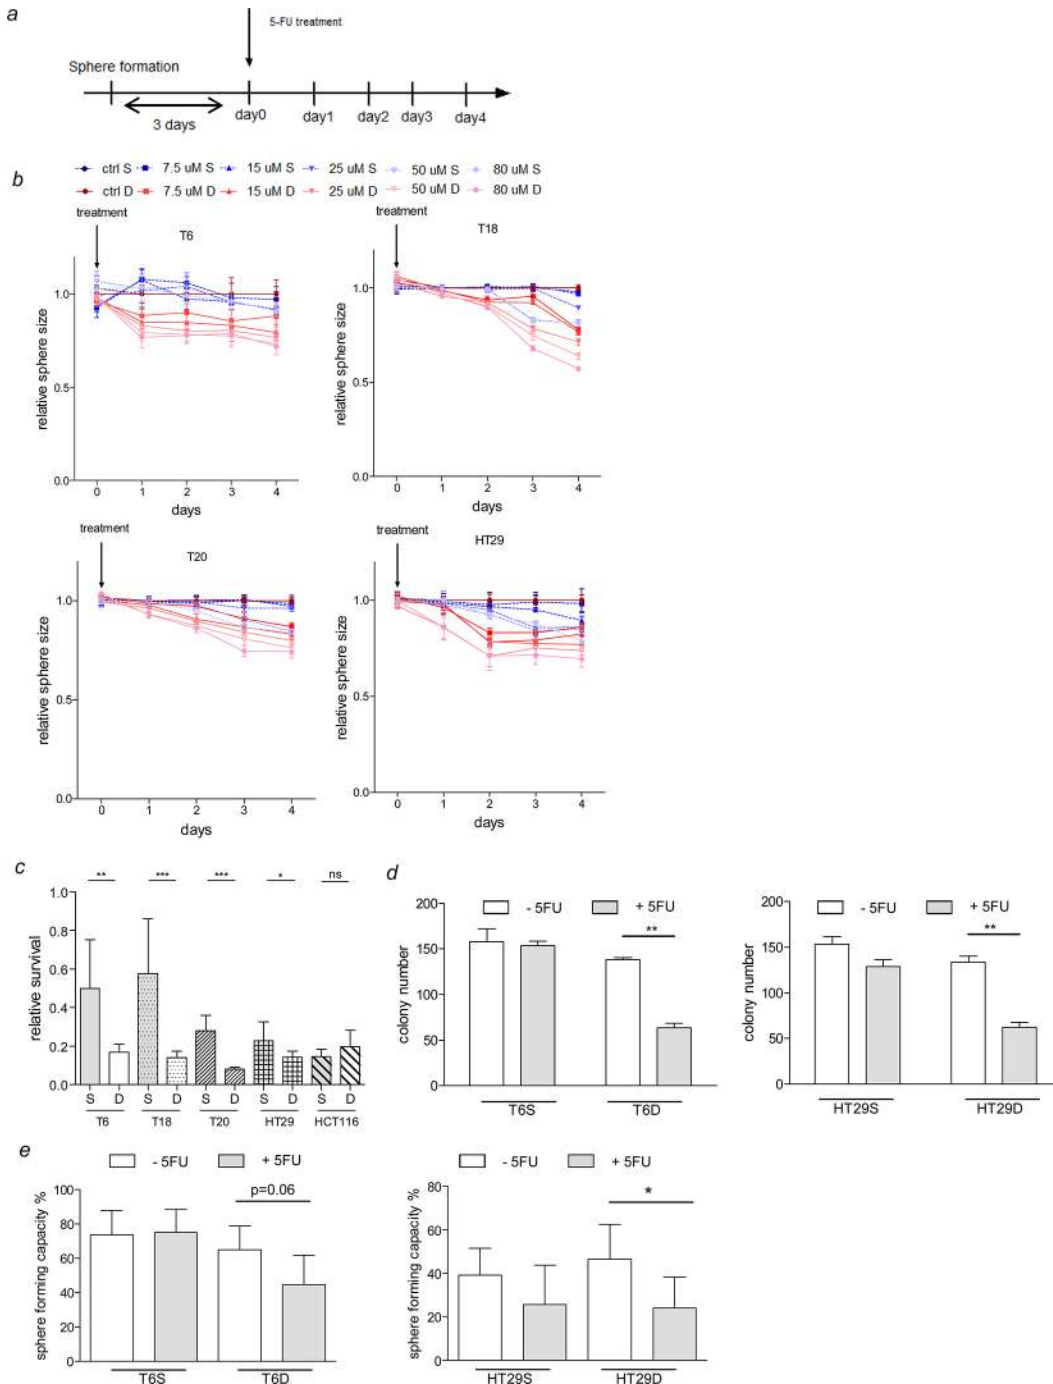 a
5-FU treatment
Sphere formation
3 days
day0 day1 day2 day3 day4
b
ctrl S 7.5 uM S 15 uM S 25 uM S 50 uM S 80 uM S
ctrl D 7.5 uM D 15 uM D 25 uM D 50 uM D 80 uM D
treatment
T6
relative sphere size
1.0
0.5
0.0
0 1 2 3 4
days
treatment
T18
relative sphere size
1.0
0.5
0.0
0 1 2 3 4
days
treatment
T20
relative sphere size
1.0
0.5
0.0
0 1 2 3 4
days
treatment
HT29
relative sphere size
1.0
0.5
0.0
0 1 2 3 4
days
c
** *** *** * ns
relative survival
1.0
0.8
0.6
0.4
0.2
0.0
S D S D S D S D S D
T6 T18 T20 HT29 HCT116
d
- 5FU + 5FU
colony number
200
150
100
50
0
**
T6S T6D
- 5FU + 5FU
colony number
200
150
100
50
0
**
HT29S HT29D
e
- 5FU + 5FU
sphere forming capacity %
100
80
60
40
20
0
p=0.06
T6S T6D
- 5FU + 5FU
sphere forming capacity %
80
60
40
20
0
*
HT29S HT29D